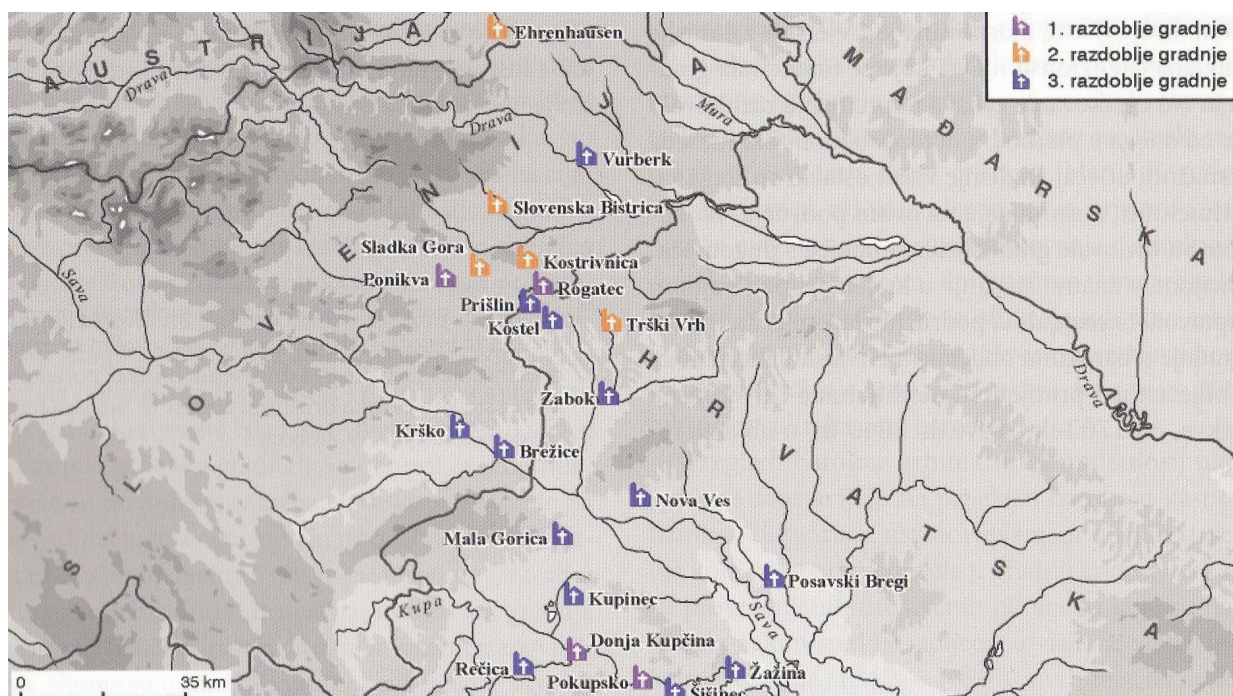 Ehrenhausen
1. razdoblje gradnje
2. razdoblje gradnje
3. razdoblje gradnje
AUSTRIJA
MAĐARSKA
Drava
Drava
Mura
Vurberk
Slovenska Bistrica
SLOVENIJA
Sladka Gora
Kostrivnica
Ponikva
Rogatec
Sava
Prišlin
Kostel
Trški Vrh
HRVATSKA
Zabok
Drava
Krško
Brežice
Nova Ves
Mala Gorica
Posavski Bregi
Kupinec
Kupa
Sava
Donja Kupčina
Rečica
Pokupsko
Žažina
Šišinec
0 35 km